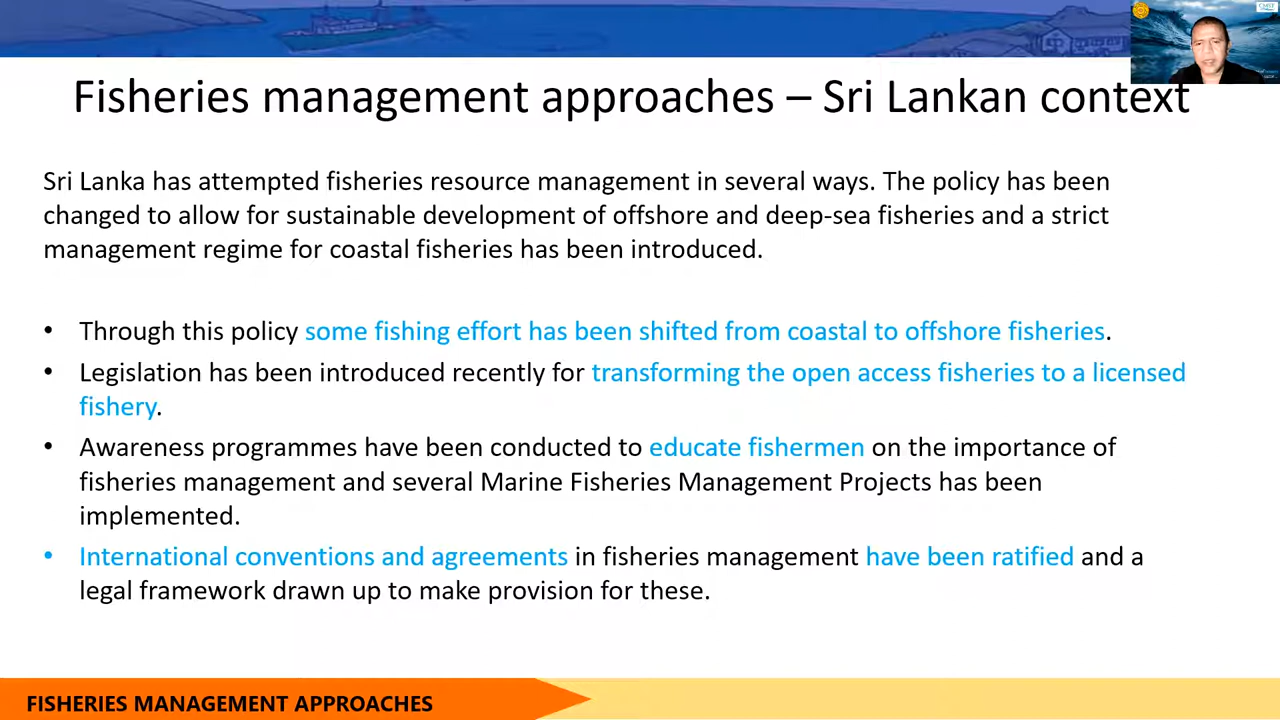 Fisheries management approaches – Sri Lankan context
Sri Lanka has attempted fisheries resource management in several ways. The policy has been
changed to allow for sustainable development of offshore and deep-sea fisheries and a strict
management regime for coastal fisheries has been introduced.
• Through this policy some fishing effort has been shifted from coastal to offshore fisheries.
• Legislation has been introduced recently for transforming the open access fisheries to a licensed
fishery.
• Awareness programmes have been conducted to educate fishermen on the importance of
fisheries management and several Marine Fisheries Management Projects has been
implemented.
• International conventions and agreements in fisheries management have been ratified and a
legal framework drawn up to make provision for these.
FISHERIES MANAGEMENT APPROACHES